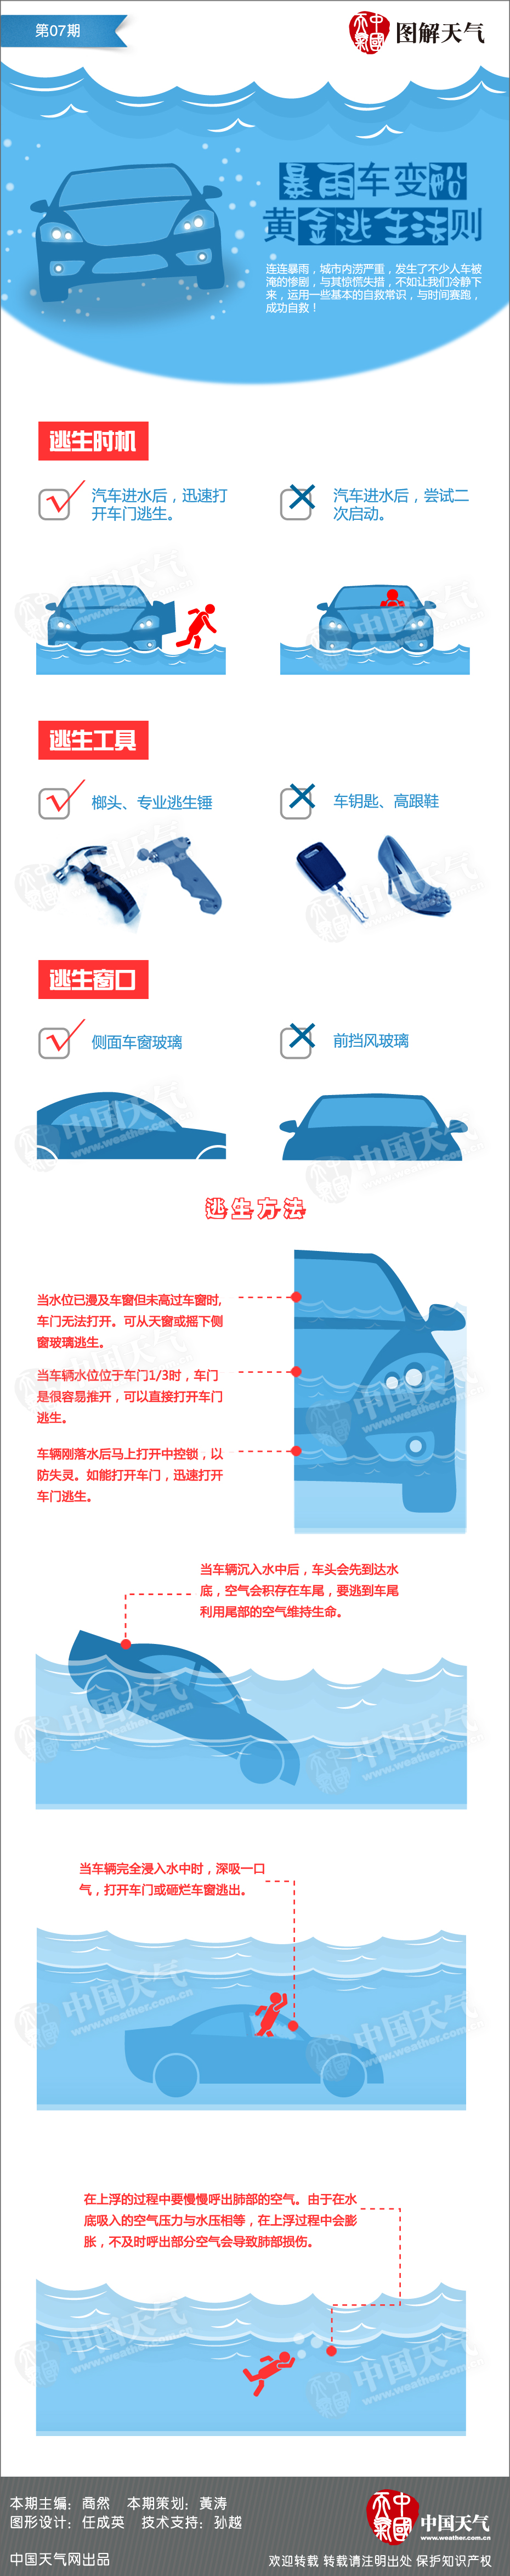 第07期
图解天气
暴雨车变船
黄金逃生法则
连连暴雨，城市内涝严重，发生了不少人车被
淹的惨剧，与其惊慌失措，不如让我们冷静下
来，运用一些基本的自救常识，与时间赛跑，
成功自救！
逃生时机
汽车进水后，迅速打
开车门逃生。
汽车进水后，尝试二
次启动。
逃生工具
榔头、专业逃生锤
车钥匙、高跟鞋
逃生窗口
侧面车窗玻璃
前挡风玻璃
逃生方法
当水位已漫及车窗但未高过车窗时,
车门无法打开。可从天窗或摇下侧
窗玻璃逃生。
当车辆水位位于车门1/3时，车门
是很容易推开，可以直接打开车门
逃生。
车辆刚落水后马上打开中控锁，以
防失灵。如能打开车门，迅速打开
车门逃生。
当车辆沉入水中后，车头会先到达水
底，空气会积存在车尾，要逃到车尾
利用尾部的空气维持生命。
当车辆完全浸入水中时，深吸一口
气，打开车门或砸烂车窗逃出。
在上浮的过程中要慢慢呼出肺部的空气。由于在水
底吸入的空气压力与水压相等，在上浮过程中会膨
胀，不及时呼出部分空气会导致肺部损伤。
本期主编：矞然 本期策划：黃涛
图形设计：任成英 技术支持：孙越
中国天气网出品
中国天气
www.weather.com.cn
欢迎转载 转载请注明出处 保护知识产权